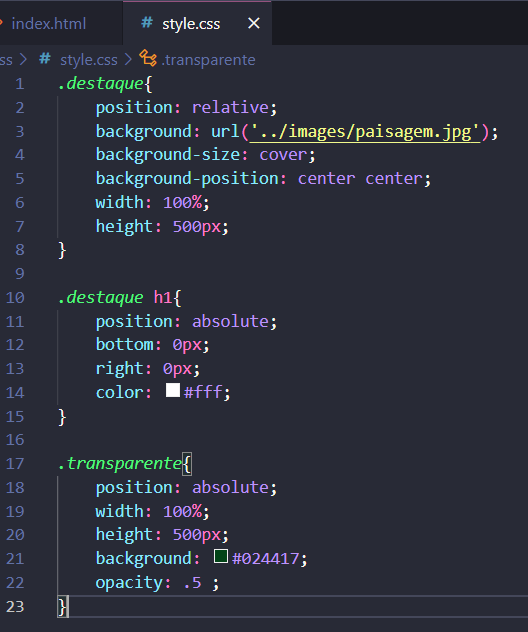 index.html # style.css ×
ss > # style.css > .transparente
1 .destaque{
2 position: relative;
3 background: url('../images/paisagem.jpg');
4 background-size: cover;
5 background-position: center center;
6 width: 100%;
7 height: 500px;
8 }
9
10 .destaque h1{
11 position: absolute;
12 bottom: 0px;
13 right: 0px;
14 color: #fff;
15 }
16
17 .transparente{
18 position: absolute;
19 width: 100%;
20 height: 500px;
21 background: #024417;
22 opacity: .5 ;
23 }